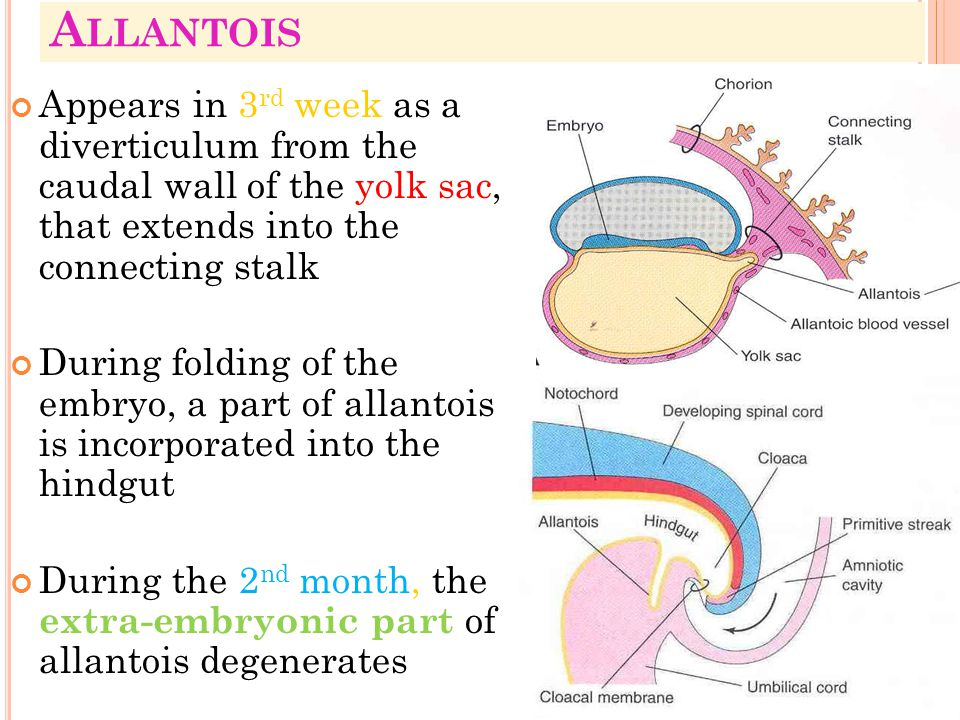 ALLANTOIS
Appears in 3rd week as a
diverticulum from the
caudal wall of the yolk sac,
that extends into the
connecting stalk
During folding of the
embryo, a part of allantois
is incorporated into the
hindgut
During the 2nd month, the
extra-embryonic part of
allantois degenerates
Chorion
Embryo
Connecting
stalk
Allantois
Allantoic blood vessel
Yolk sac
A
Notochord
Developing spinal cord
Cloaca
Allantois
Hindgut
Primitive streak
Amniotic
cavity
Umbilical cord
Cloacal membrane